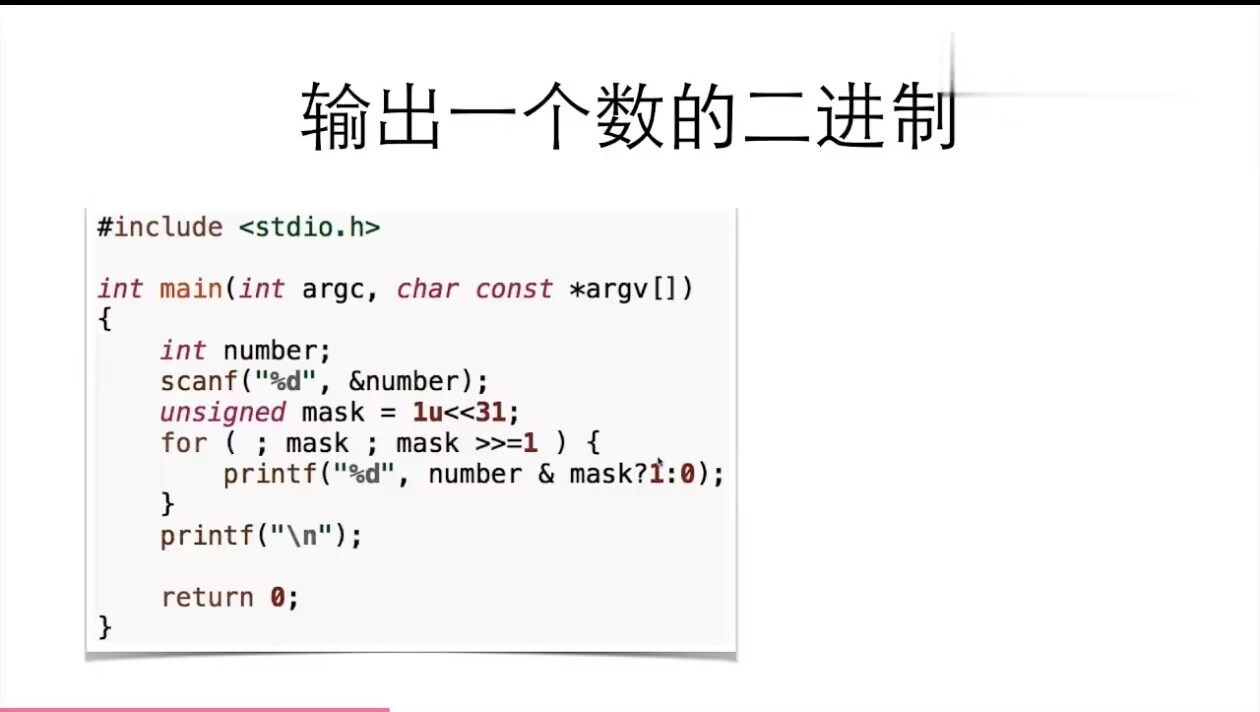 输出一个数的二进制
#include <stdio.h>
int main(int argc, char const *argv[])
{
    int number;
    scanf("%d", &number);
    unsigned mask = 1u<<31;
    for ( ; mask ; mask >>=1 ) {
        printf("%d", number & mask?1:0);
    }
    printf("\n");
    return 0;
}